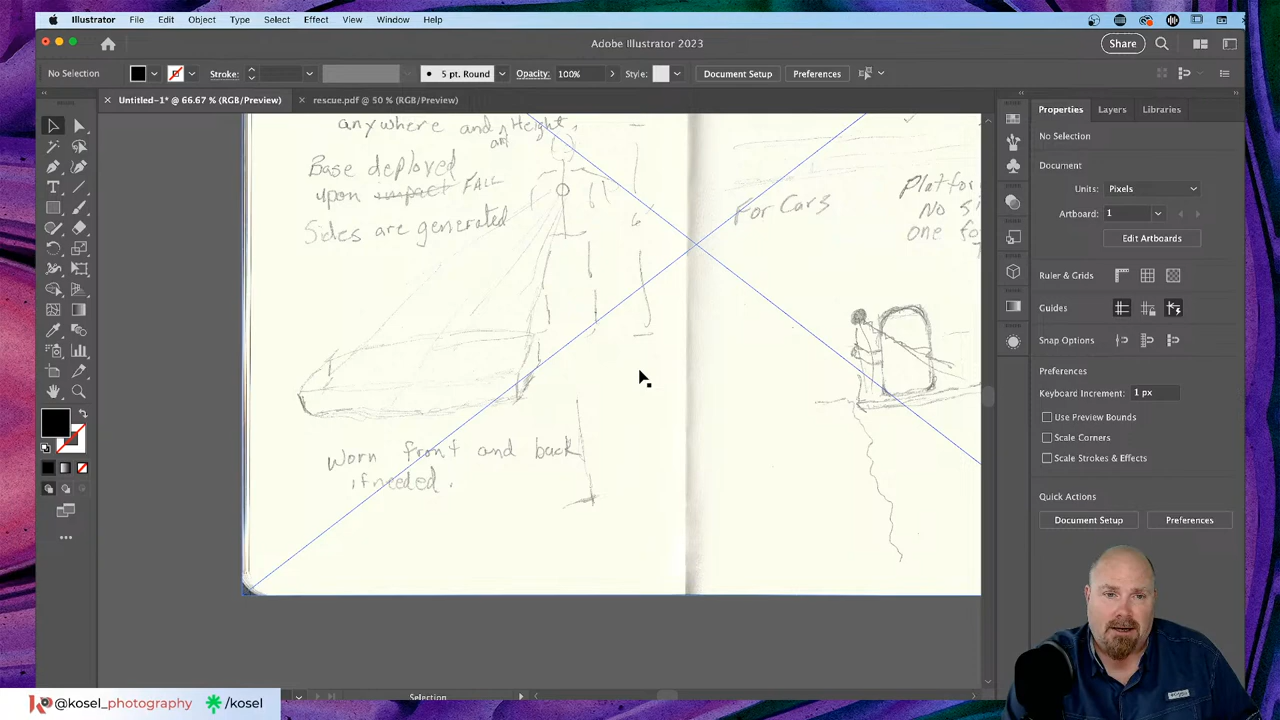 Illustrator File Edit Object Type Select Effect View Window Help
Adobe Illustrator 2023
Share
No Selection
Stroke:
5 pt. Round
Opacity:
100%
Style:
Document Setup
Preferences
Untitled-1* @ 66.67 % (RGB/Preview)
rescue.pdf @ 50 % (RGB/Preview)
Properties
Layers
Libraries
No Selection
Document
Units:
Pixels
Artboard:
1
Edit Artboards
Ruler & Grids
Guides
Snap Options
Preferences
Keyboard Increment:
1 px
Use Preview Bounds
Scale Corners
Scale Strokes & Effects
Quick Actions
Document Setup
Preferences
anywhere and Height.
Base deployed
upon impact FALL
Sides are generated
6
Worn front and back
if needed.
For Cars
Platfor
No si
one fo
Selection
@kosel_photography
/kosel